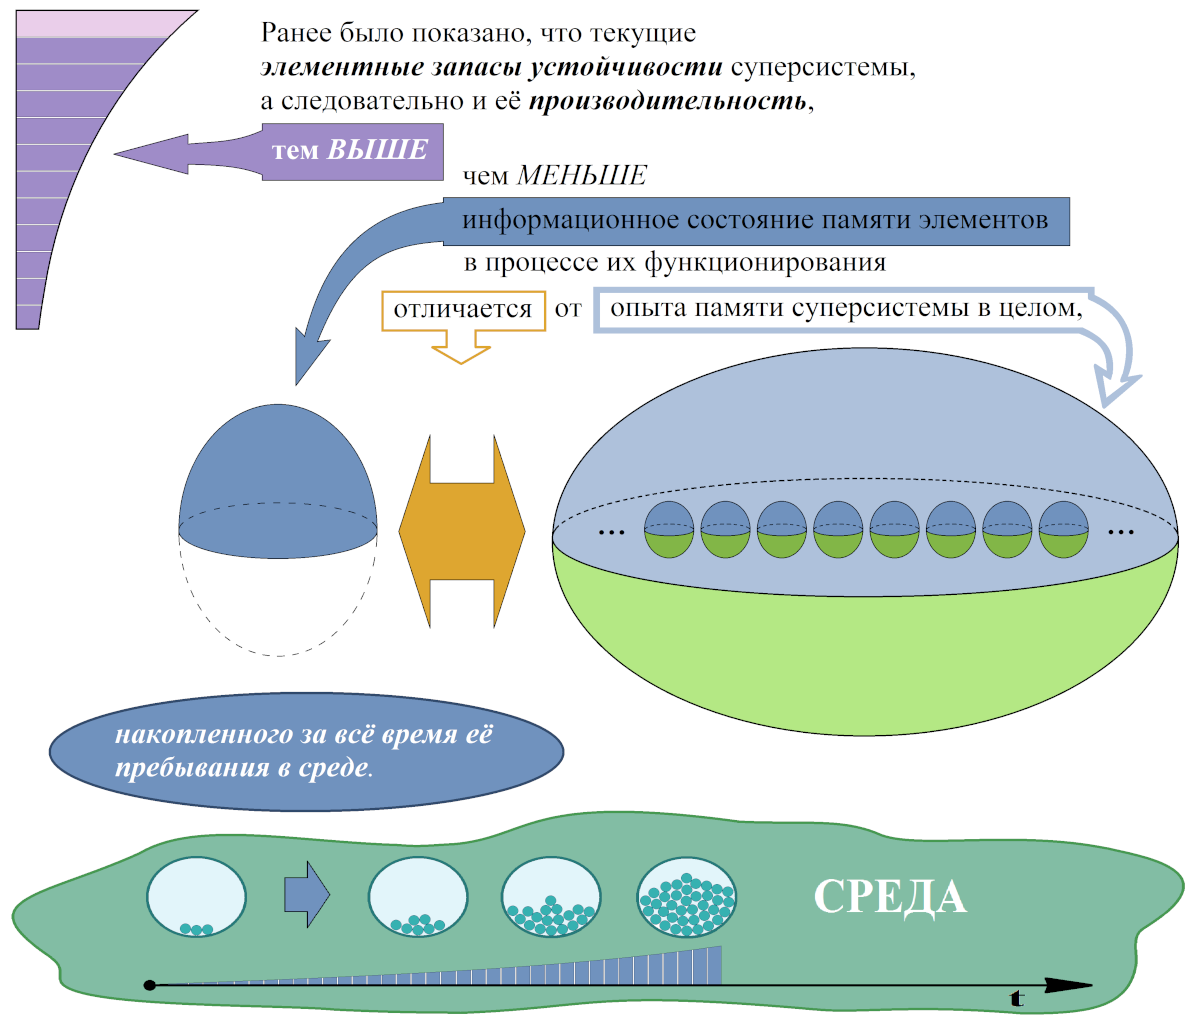 Ранее было показано, что текущие
элементные запасы устойчивости суперсистемы,
а следовательно и её производительность,
тем ВЫШЕ
чем МЕНЬШЕ
информационное состояние памяти элементов
в процессе их функционирования
отличается от опыта памяти суперсистемы в целом,
... ...
накопленного за всё время её
пребывания в среде.
СРЕДА
t